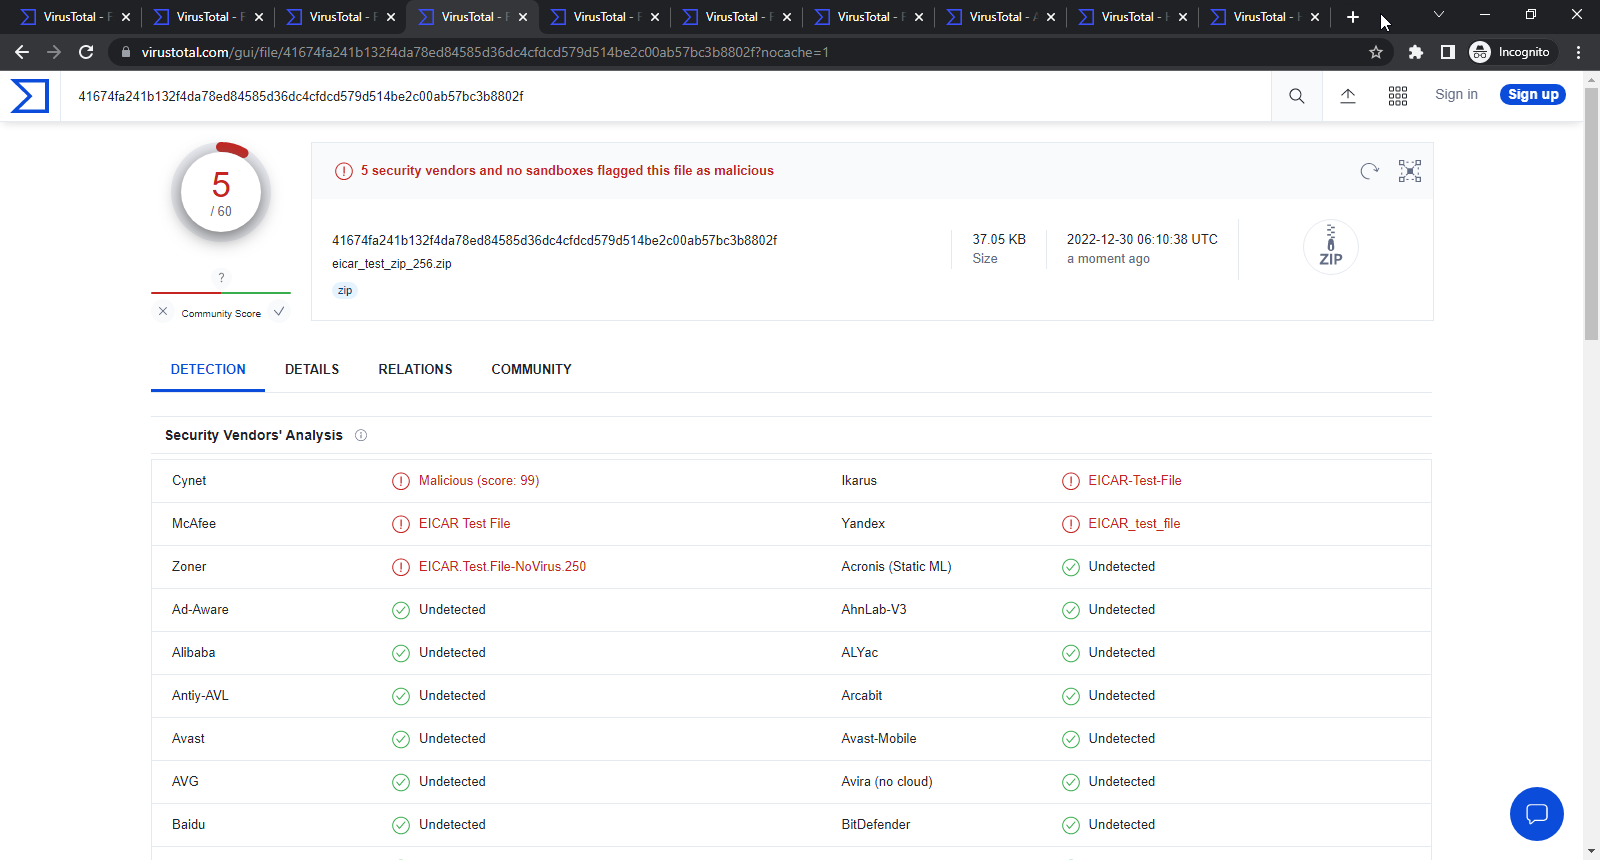 VirusTotal - F VirusTotal - F VirusTotal - F VirusTotal - F VirusTotal - F VirusTotal - F VirusTotal - F VirusTotal - A VirusTotal - H VirusTotal - H
virustotal.com/gui/file/41674fa241b132f4da78ed84585d36dc4cfdcd579d514be2c00ab57bc3b8802f?nocache=1 Incognito
41674fa241b132f4da78ed84585d36dc4cfdcd579d514be2c00ab57bc3b8802f Sign in Sign up
5
/ 60
?
Community Score
5 security vendors and no sandboxes flagged this file as malicious
41674fa241b132f4da78ed84585d36dc4cfdcd579d514be2c00ab57bc3b8802f
eicar_test_zip_256.zip
zip
37.05 KB
Size
2022-12-30 06:10:38 UTC
a moment ago
ZIP
DETECTION DETAILS RELATIONS COMMUNITY
Security Vendors' Analysis
Cynet Malicious (score: 99) Ikarus EICAR-Test-File
McAfee EICAR Test File Yandex EICAR_test_file
Zoner EICAR.Test.File-NoVirus.250 Acronis (Static ML) Undetected
Ad-Aware Undetected AhnLab-V3 Undetected
Alibaba Undetected ALYac Undetected
Antiy-AVL Undetected Arcabit Undetected
Avast Undetected Avast-Mobile Undetected
AVG Undetected Avira (no cloud) Undetected
Baidu Undetected BitDefender Undetected